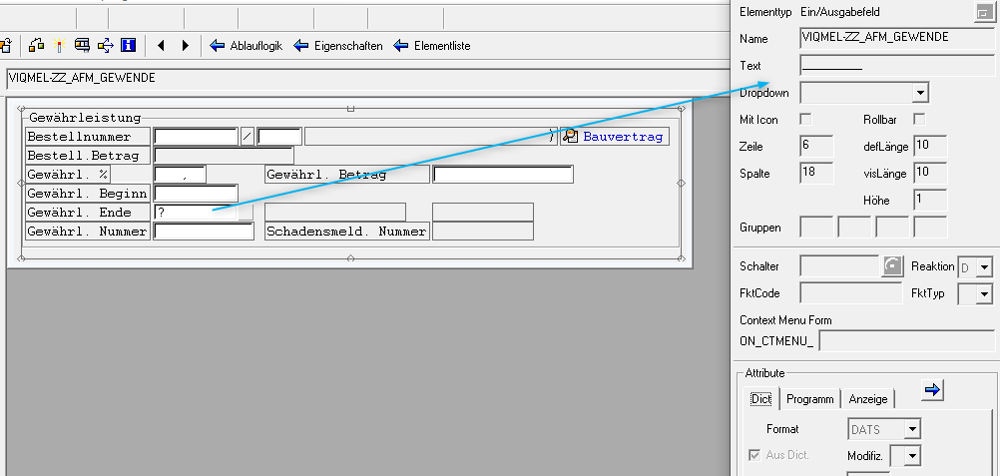 Ablauflogik Eigenschaften Elementliste
VIQMEL-ZZ_AFM_GEWENDE
Gewährleistung
Bestellnummer / ) Bauvertrag
Bestell.Betrag
Gewährl. % , Gewährl. Betrag
Gewährl. Beginn
Gewährl. Ende ?
Gewährl. Nummer Schadensmeld. Nummer
Elementtyp Ein/Ausgabefeld
Name VIQMEL-ZZ_AFM_GEWENDE
Text __________
Dropdown
Mit Icon Rollbar
Zeile 6 defLänge 10
Spalte 18 visLänge 10
Höhe 1
Gruppen
Schalter Reaktion D
FktCode FktTyp
Context Menu Form
ON_CTMENU_
Attribute
Dict Programm Anzeige
Format DATS
Aus Dict. Modifiz.